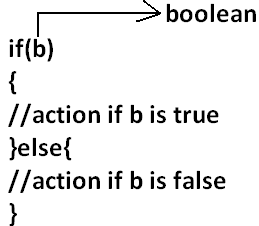 boolean
if(b)
{
//action if b is true
}else{
//action if b is false
}